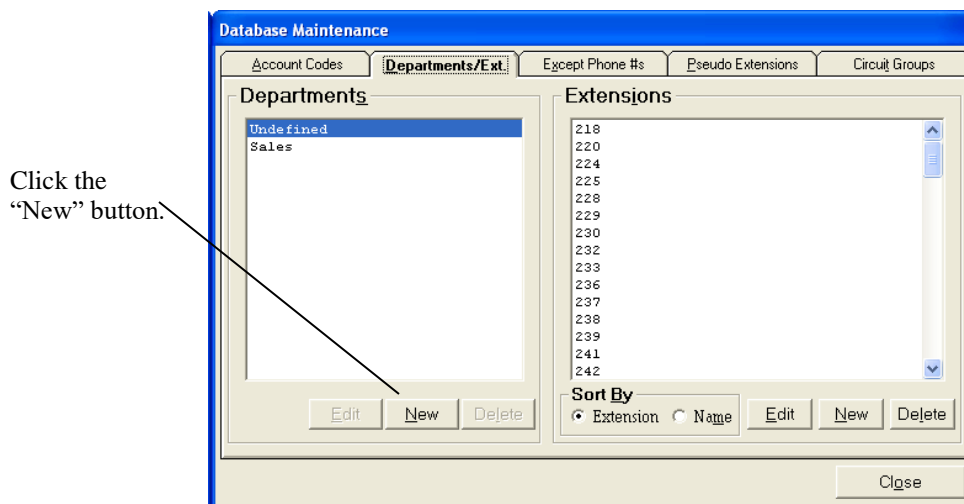 Database Maintenance
Account Codes
Departments/Ext.
Except Phone #s
Pseudo Extensions
Circuit Groups
Departments
Undefined
Sales
Edit
New
Delete
Extensions
218
220
224
225
228
229
230
232
233
236
237
238
239
241
242
Sort By
Extension
Name
Edit
New
Delete
Close
Click the
“New” button.